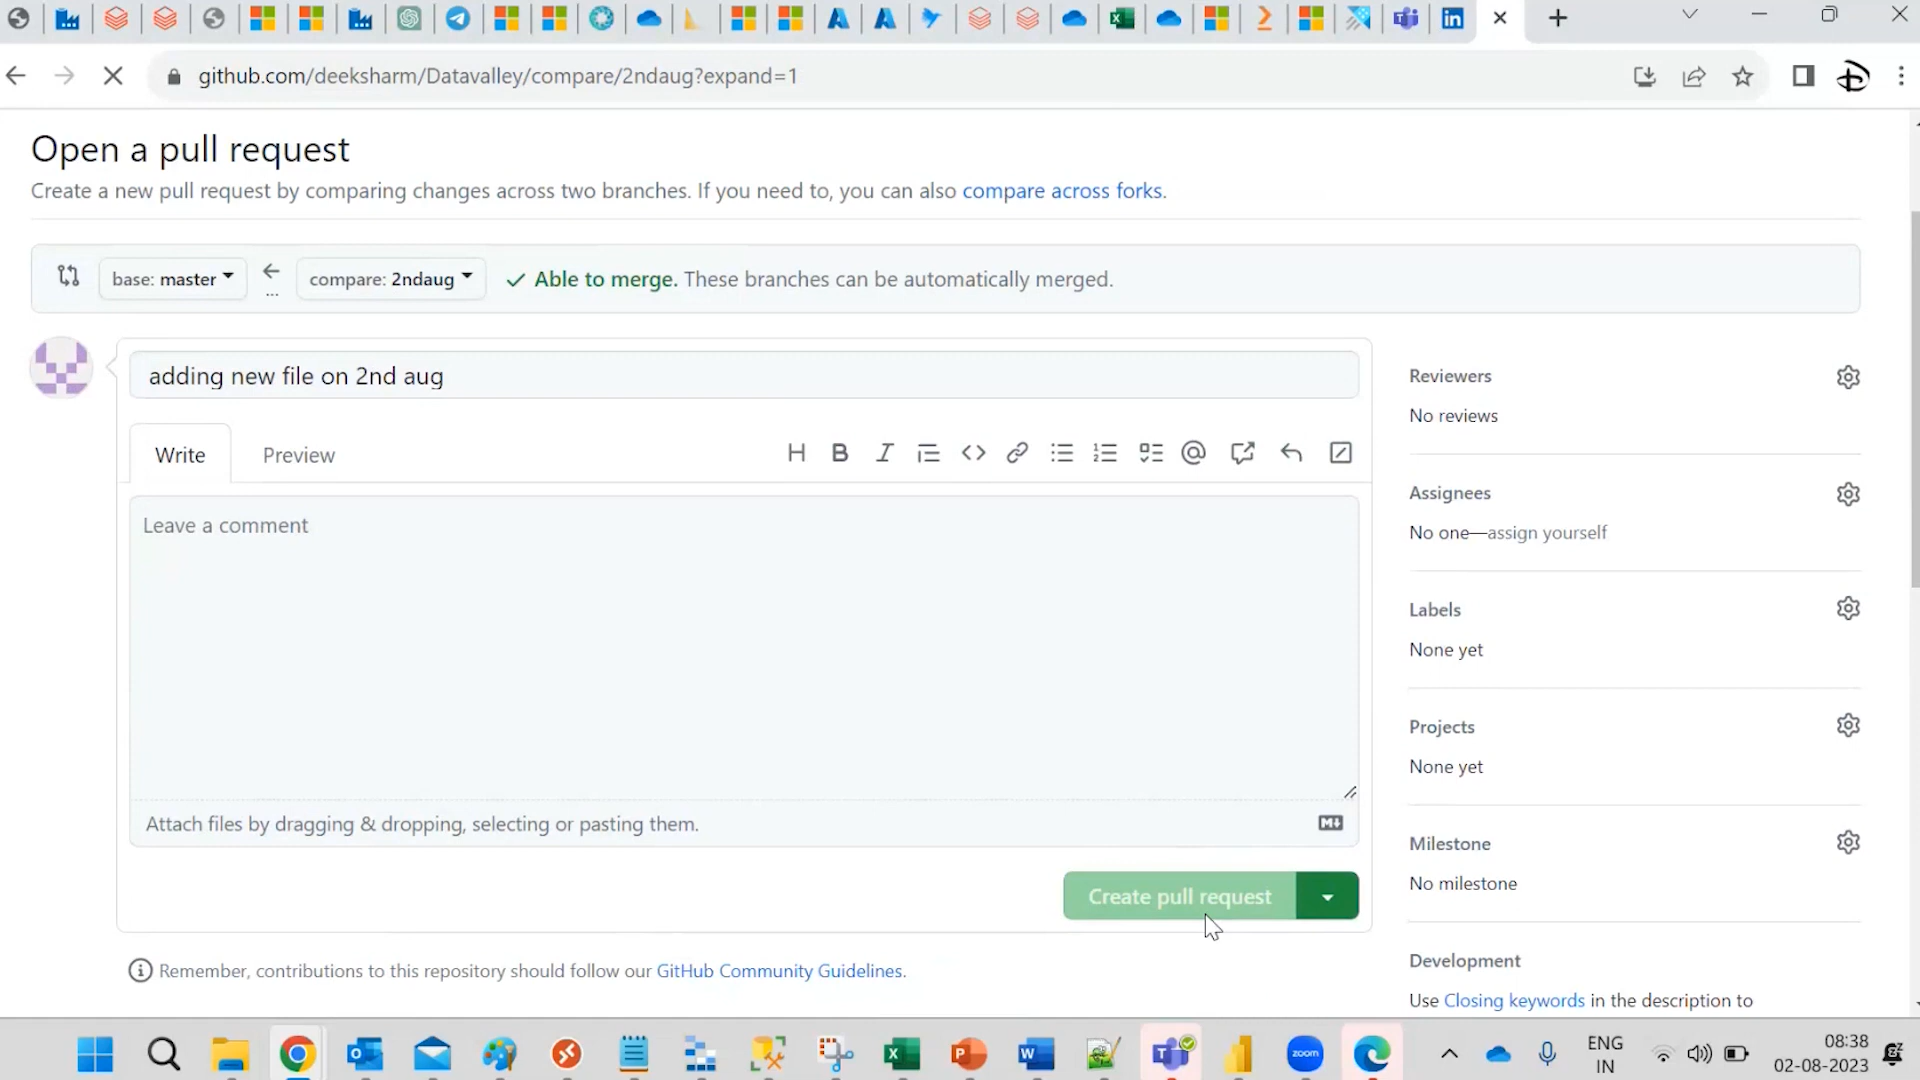 github.com/deeksharm/Datavalley/compare/2ndaug?expand=1
Open a pull request
Create a new pull request by comparing changes across two branches. If you need to, you can also compare across forks.
base: master
compare: 2ndaug
Able to merge. These branches can be automatically merged.
adding new file on 2nd aug
Write
Preview
Leave a comment
Attach files by dragging & dropping, selecting or pasting them.
Create pull request
Remember, contributions to this repository should follow our GitHub Community Guidelines.
Reviewers
No reviews
Assignees
No one—assign yourself
Labels
None yet
Projects
None yet
Milestone
No milestone
Development
Use Closing keywords in the description to
zoom
ENG
IN
08:38
02-08-2023